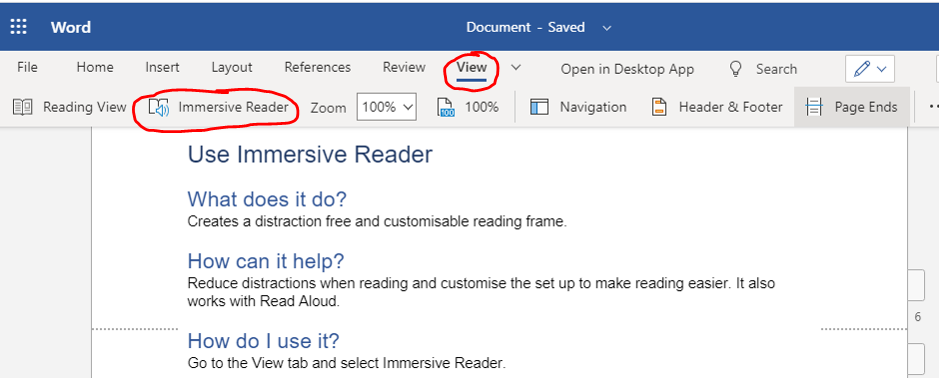 Word Document - Saved
File Home Insert Layout References Review View Open in Desktop App Search
Reading View Immersive Reader Zoom 100% 100 100% Navigation Header & Footer Page Ends ...
Use Immersive Reader
What does it do?
Creates a distraction free and customisable reading frame.
How can it help?
Reduce distractions when reading and customise the set up to make reading easier. It also
works with Read Aloud.
6
How do I use it?
Go to the View tab and select Immersive Reader.